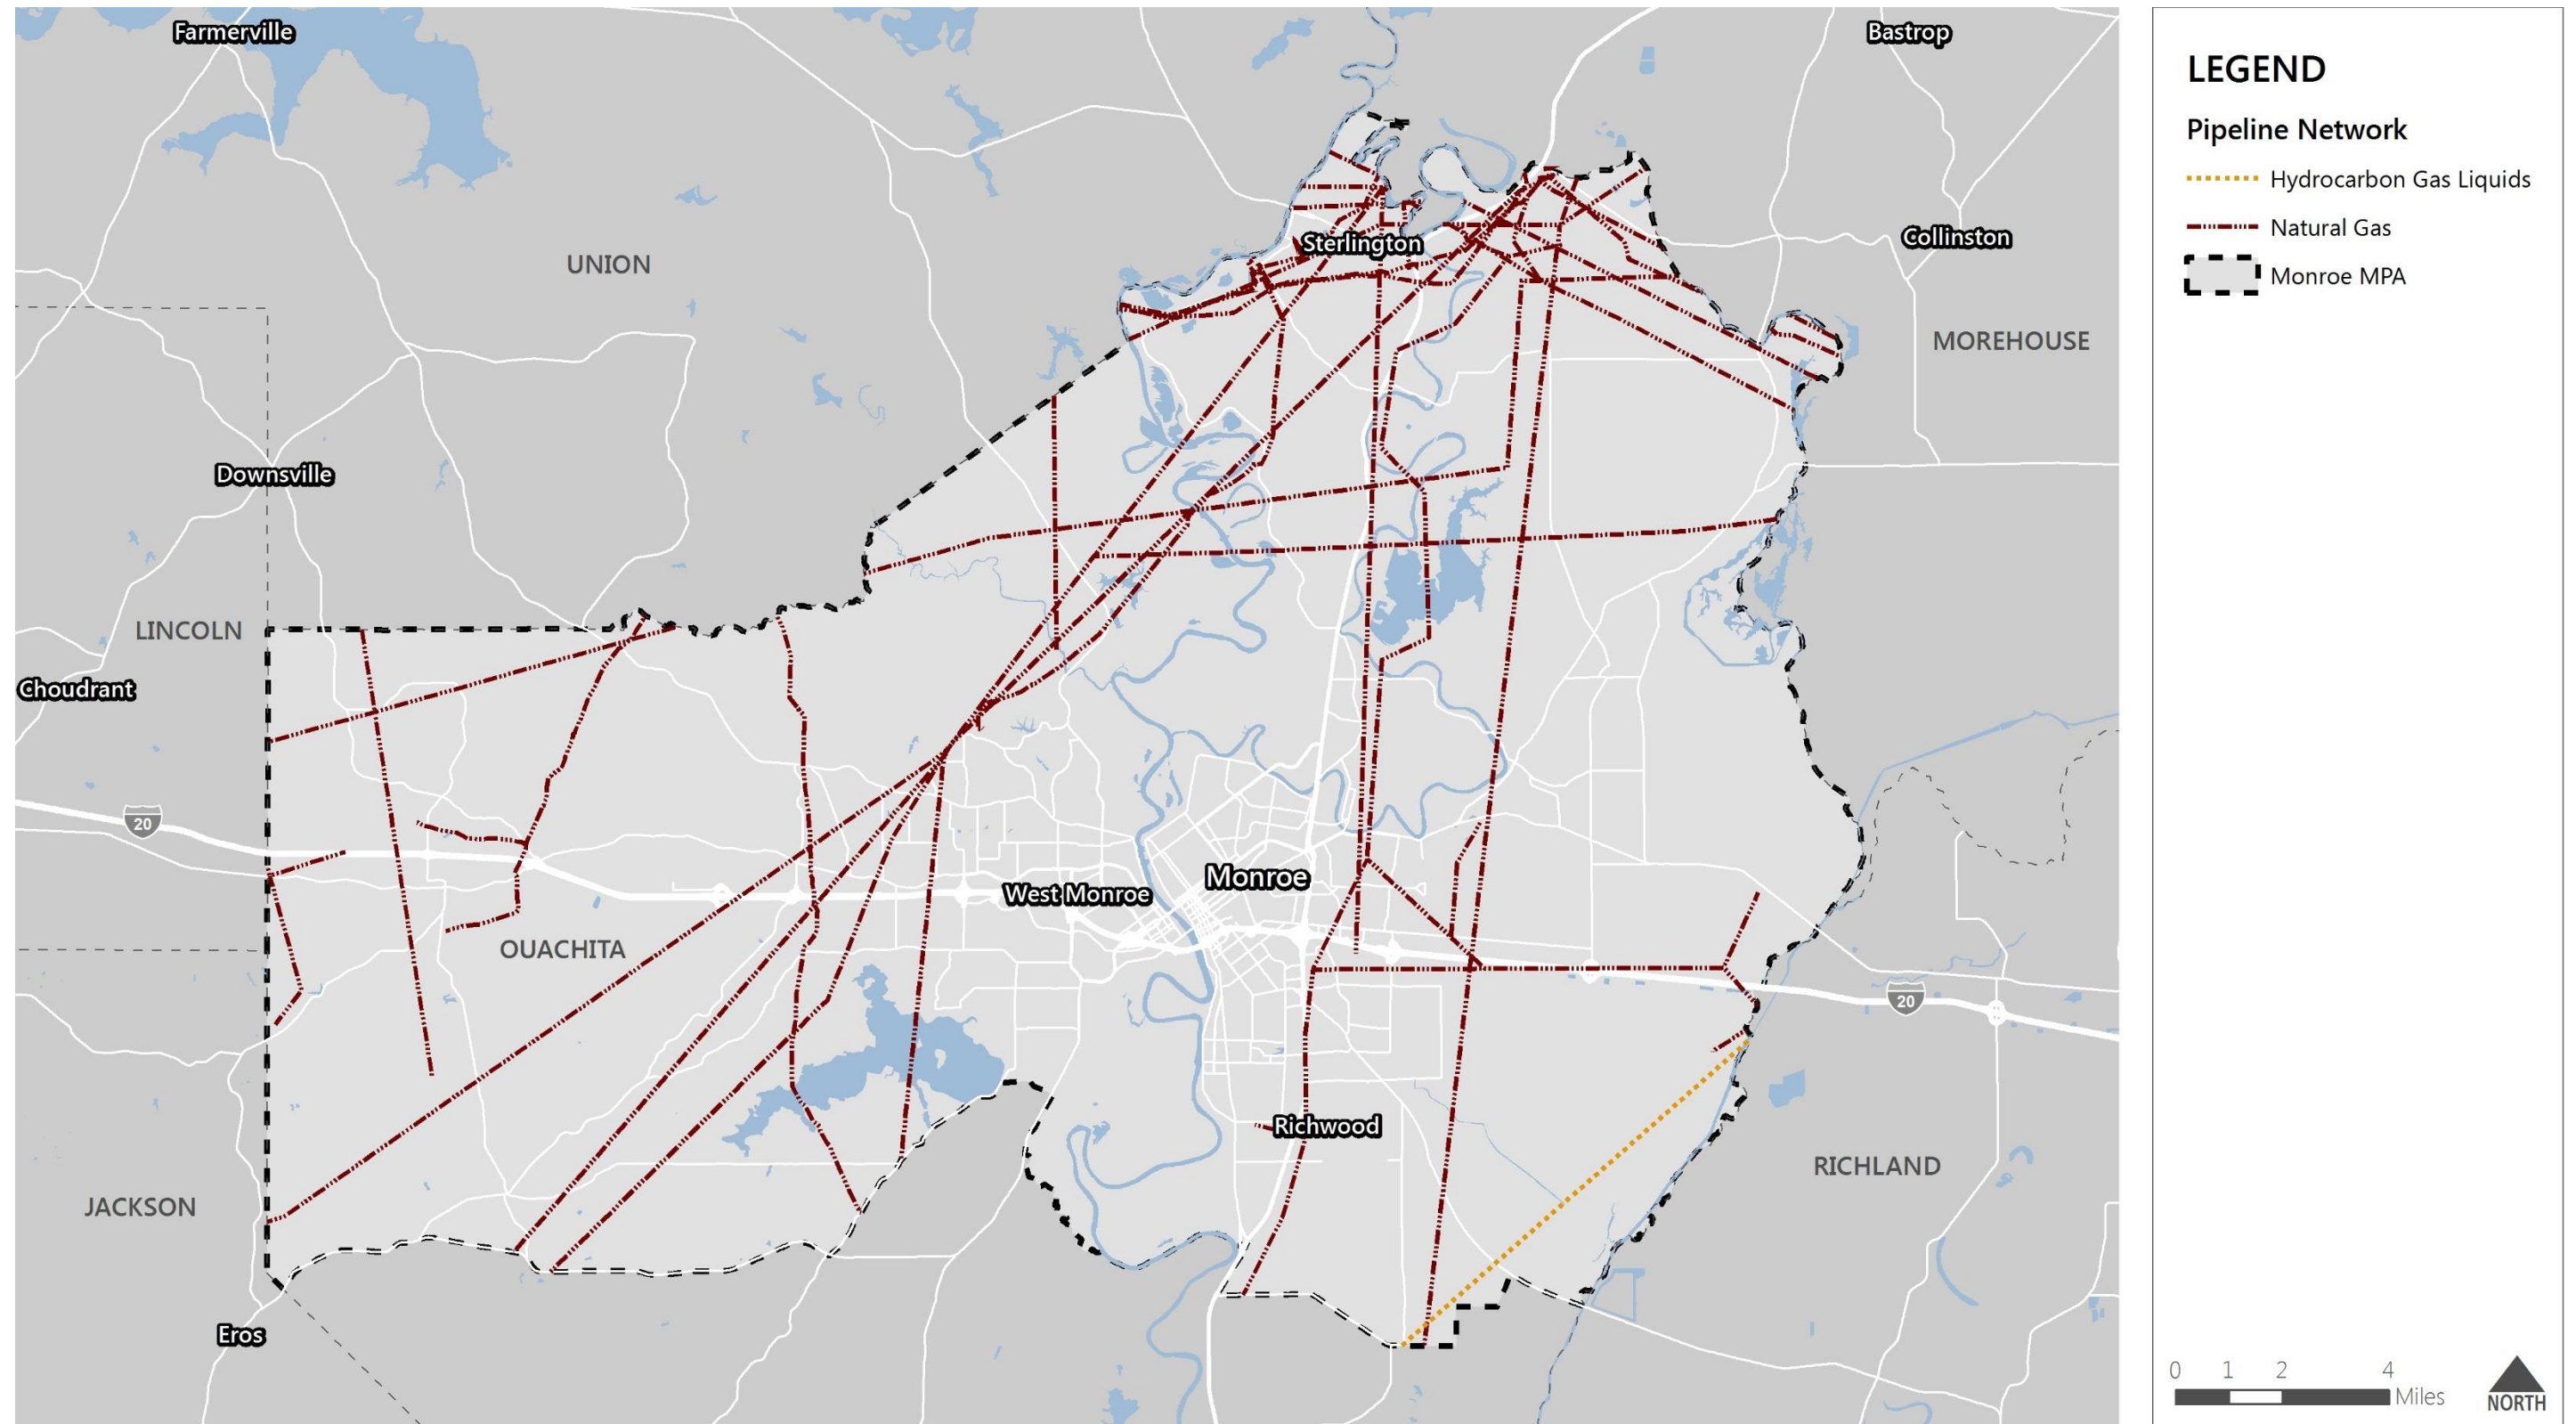 Farmerville
Bastrop
UNION
Sterlington
Collinston
MOREHOUSE
Downsville
LINCOLN
Choudrant
20
Monroe
West Monroe
OUACHITA
20
Richwood
RICHLAND
JACKSON
Eros
LEGEND
Pipeline Network
Hydrocarbon Gas Liquids
Natural Gas
Monroe MPA
0 1 2 4
Miles
NORTH